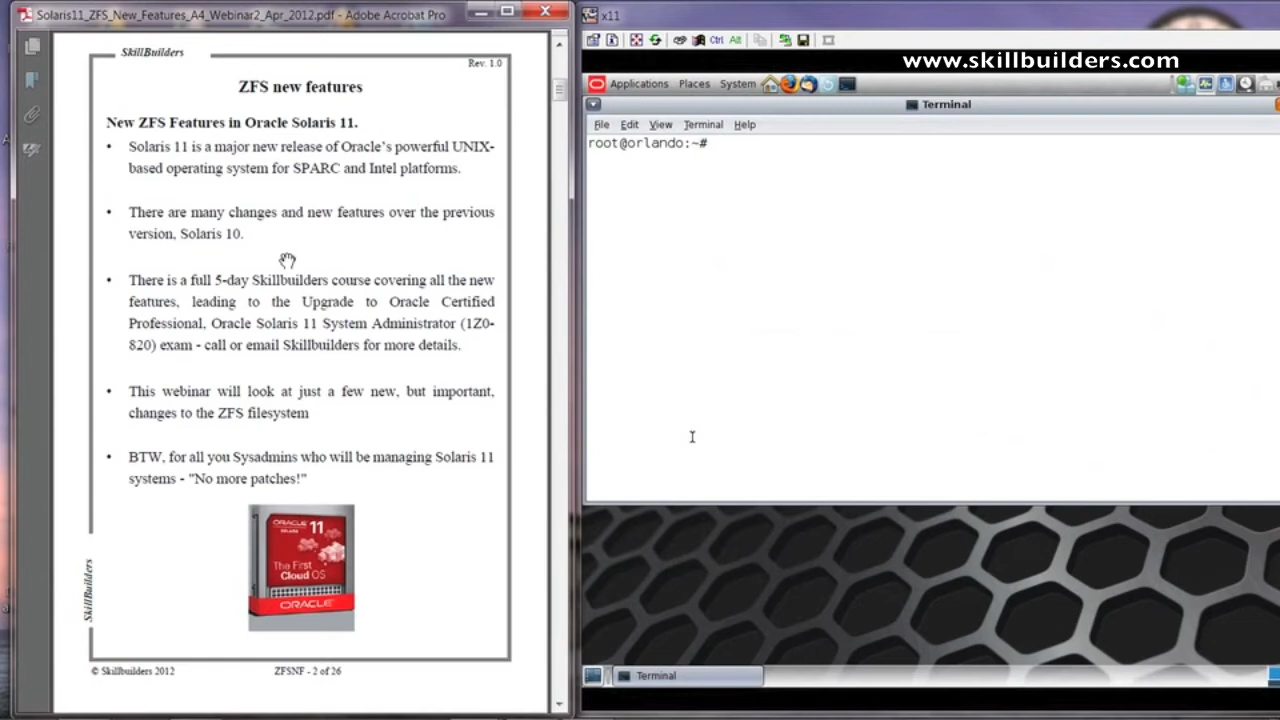 Solaris11_ZFS_New_Features_A4_Webinar2_Apr_2012.pdf - Adobe Acrobat Pro
SkillBuilders
Rev. 1.0
ZFS new features
New ZFS Features in Oracle Solaris 11.
• Solaris 11 is a major new release of Oracle's powerful UNIX-
based operating system for SPARC and Intel platforms.
• There are many changes and new features over the previous
version, Solaris 10.
• There is a full 5-day Skillbuilders course covering all the new
features, leading to the Upgrade to Oracle Certified
Professional, Oracle Solaris 11 System Administrator (1Z0-
820) exam - call or email Skillbuilders for more details.
• This webinar will look at just a few new, but important,
changes to the ZFS filesystem
• BTW, for all you Sysadmins who will be managing Solaris 11
systems - "No more patches!"
ORACLE
SOLARIS 11
The First
Cloud OS
ORACLE
SkillBuilders
© Skillbuilders 2012
ZFSNF - 2 of 26
x11
Ctrl Alt
www.skillbuilders.com
Applications Places System
Terminal
File Edit View Terminal Help
root@orlando:~#
Terminal